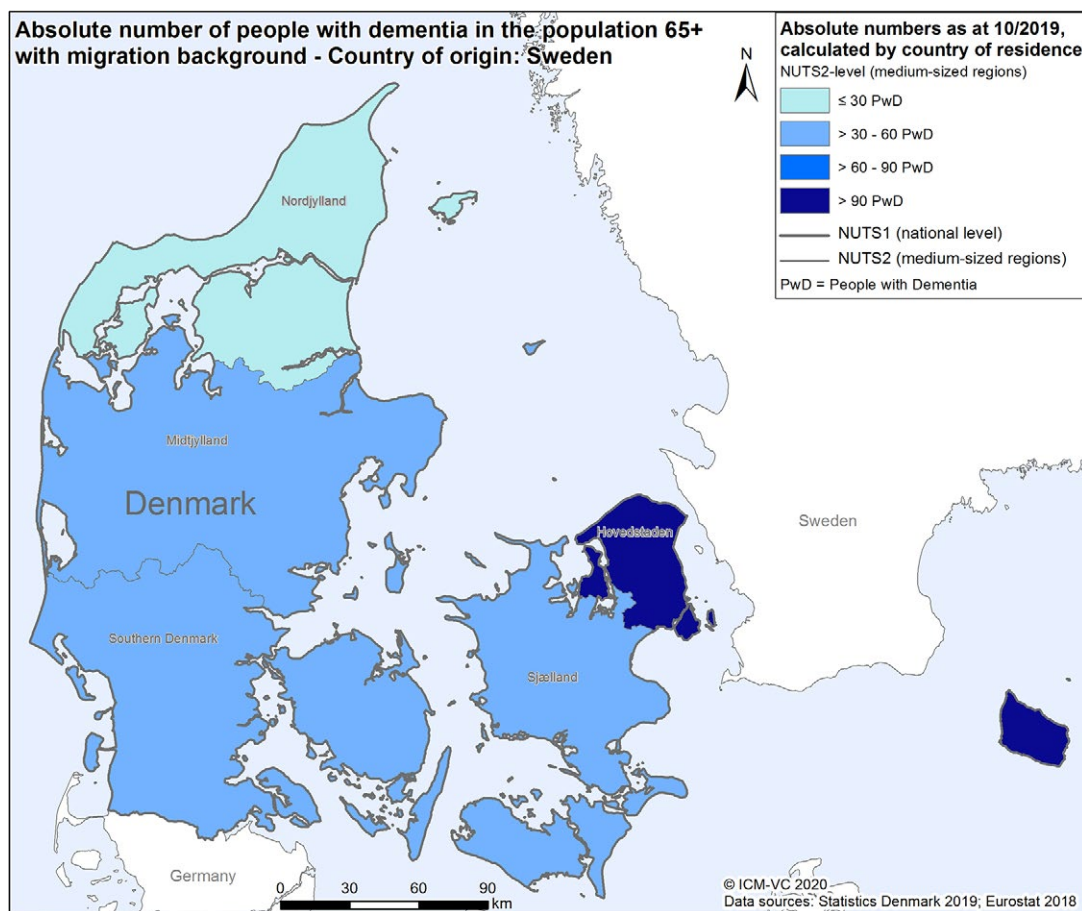 Absolute number of people with dementia in the population 65+
with migration background - Country of origin: Sweden
Absolute numbers as at 10/2019,
calculated by country of residence
NUTS2-level (medium-sized regions)
≤ 30 PwD
> 30 - 60 PwD
> 60 - 90 PwD
> 90 PwD
NUTS1 (national level)
NUTS2 (medium-sized regions)
PwD = People with Dementia
N
Nordjylland
Midtjylland
Denmark
Hovedstaden
Sweden
Southern Denmark
Sjælland
Germany
0 30 60 90
km
© ICM-VC 2020
Data sources: Statistics Denmark 2019; Eurostat 2018